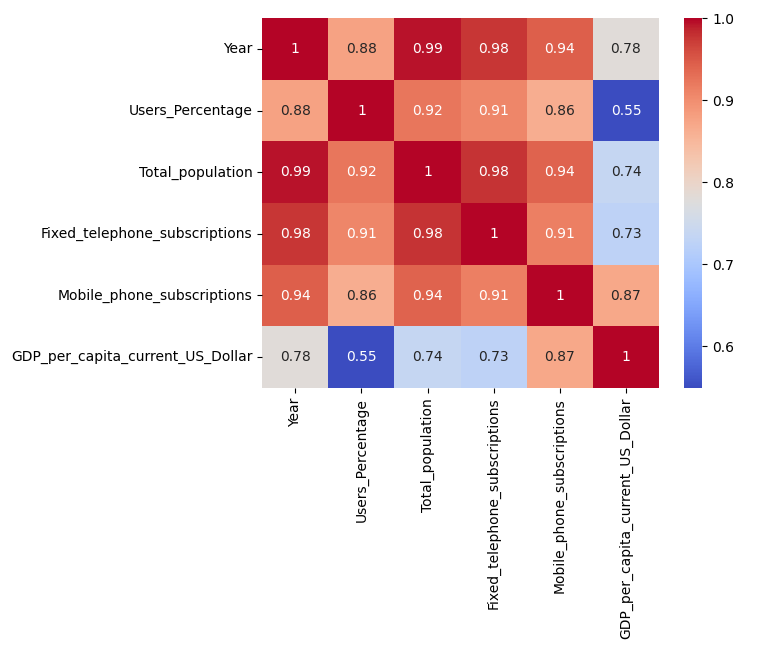 Year 1 0.88 0.99 0.98 0.94 0.78
Users_Percentage 0.88 1 0.92 0.91 0.86 0.55
Total_population 0.99 0.92 1 0.98 0.94 0.74
Fixed_telephone_subscriptions 0.98 0.91 0.98 1 0.91 0.73
Mobile_phone_subscriptions 0.94 0.86 0.94 0.91 1 0.87
GDP_per_capita_current_US_Dollar 0.78 0.55 0.74 0.73 0.87 1
Year
Users_Percentage
Total_population
Fixed_telephone_subscriptions
Mobile_phone_subscriptions
GDP_per_capita_current_US_Dollar
1.0
0.9
0.8
0.7
0.6